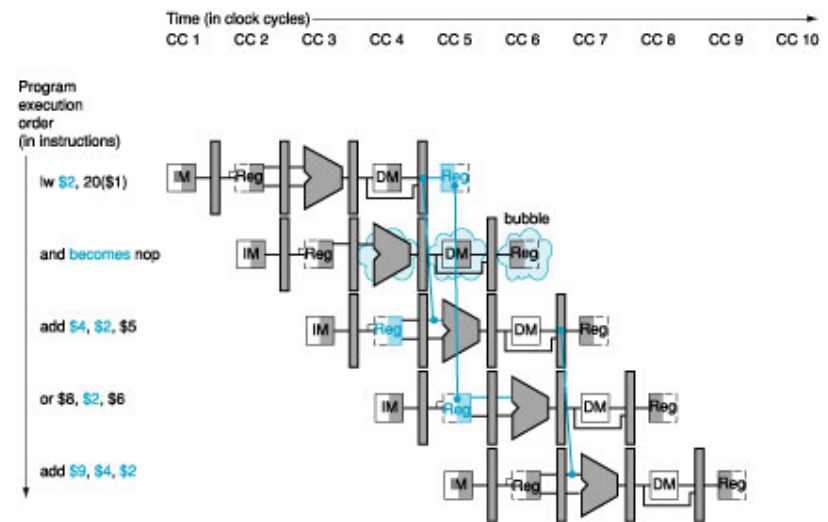 Time (in clock cycles)
CC 1 CC 2 CC 3 CC 4 CC 5 CC 6 CC 7 CC 8 CC 9 CC 10
Program
execution
order
(in instructions)
lw $2, 20($1)
IM Reg DM Reg
bubble
and becomes nop
IM Reg DM Reg
add $4, $2, $5
IM Reg DM Reg
or $8, $2, $6
IM Reg DM Reg
add $9, $4, $2
IM Reg DM Reg